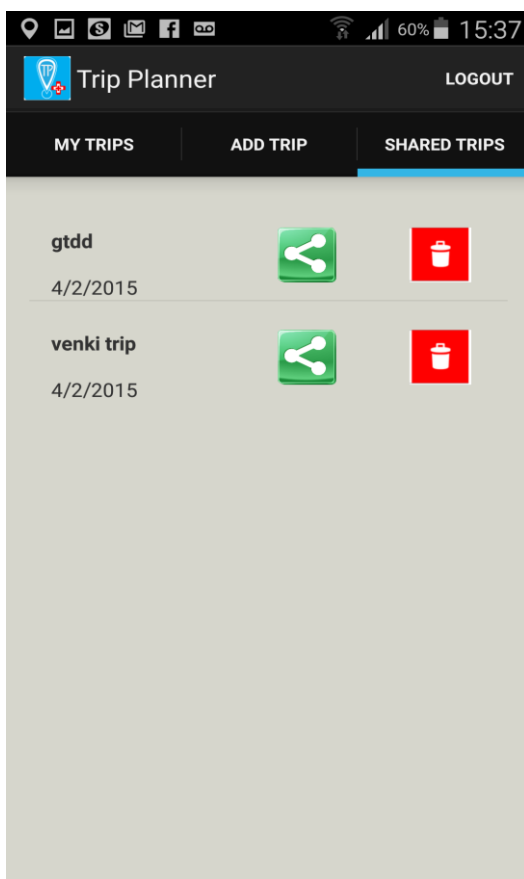 60% 15:37
TP Trip Planner LOGOUT
MY TRIPS ADD TRIP SHARED TRIPS
gtdd
4/2/2015
venki trip
4/2/2015